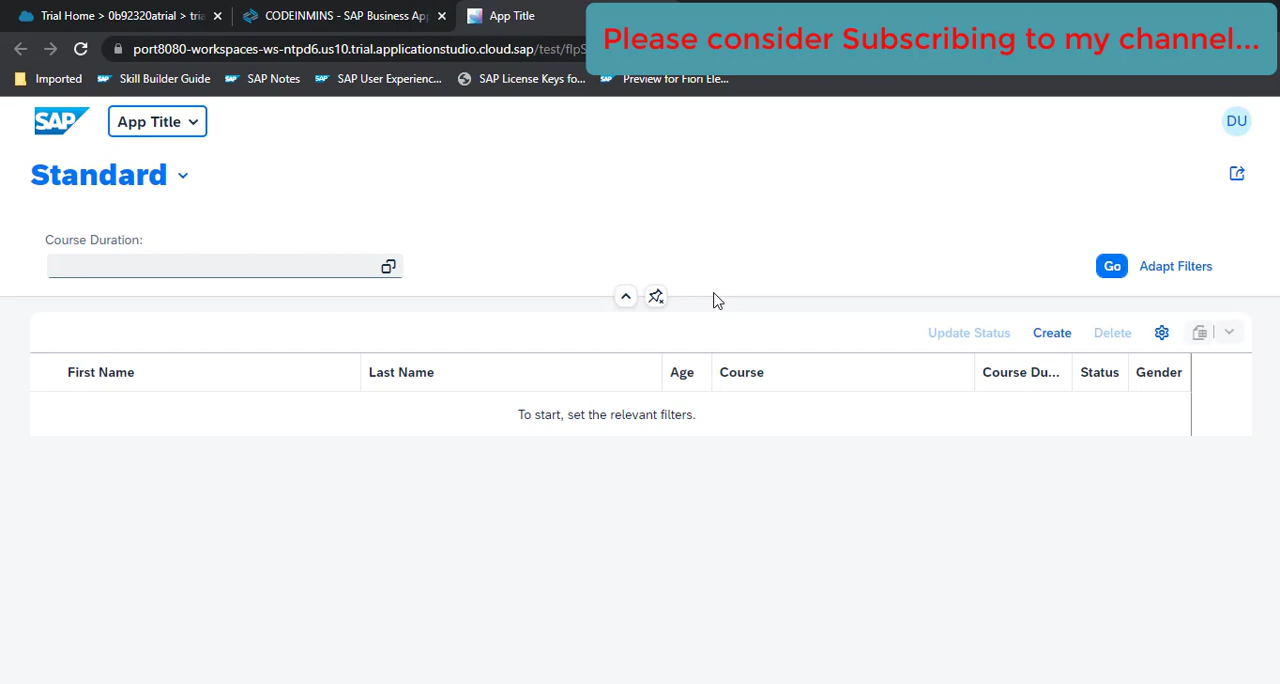 Trial Home > 0b92320atrial > tria
CODEINMINS - SAP Business App
App Title
Please consider Subscribing to my channel...
port8080-workspaces-ws-ntpd6.us10.trial.applicationstudio.cloud.sap/test/flpS
Imported
Skill Builder Guide
SAP Notes
SAP User Experienc...
SAP License Keys fo...
Preview for Fiori Ele...
SAP
App Title
DU
Standard
Course Duration:
Go
Adapt Filters
Update Status
Create
Delete
First Name
Last Name
Age
Course
Course Du...
Status
Gender
To start, set the relevant filters.